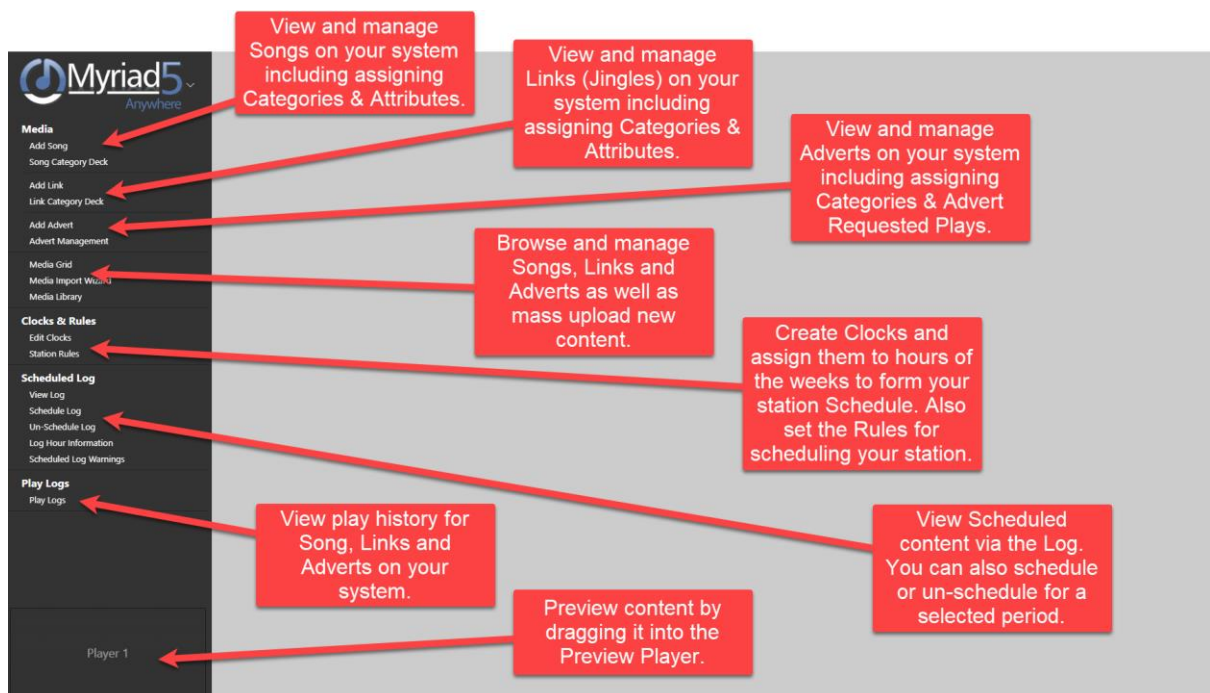 Myriad5
Anywhere
Media
Add Song
Song Category Deck
Add Link
Link Category Deck
Add Advert
Advert Management
Media Grid
Media Import Wizard
Media Library
Clocks & Rules
Edit Clocks
Station Rules
Scheduled Log
View Log
Schedule Log
Un-Schedule Log
Log Hour Information
Scheduled Log Warnings
Play Logs
Play Logs
Player 1
View and manage
Songs on your system
including assigning
Categories & Attributes.
View and manage
Links (Jingles) on your
system including
assigning Categories &
Attributes.
View and manage
Adverts on your system
including assigning
Categories & Advert
Requested Plays.
Browse and manage
Songs, Links and
Adverts as well as
mass upload new
content.
Create Clocks and
assign them to hours of
the weeks to form your
station Schedule. Also
set the Rules for
scheduling your station.
View Scheduled
content via the Log.
You can also schedule
or un-schedule for a
selected period.
View play history for
Song, Links and
Adverts on your
system.
Preview content by
dragging it into the
Preview Player.